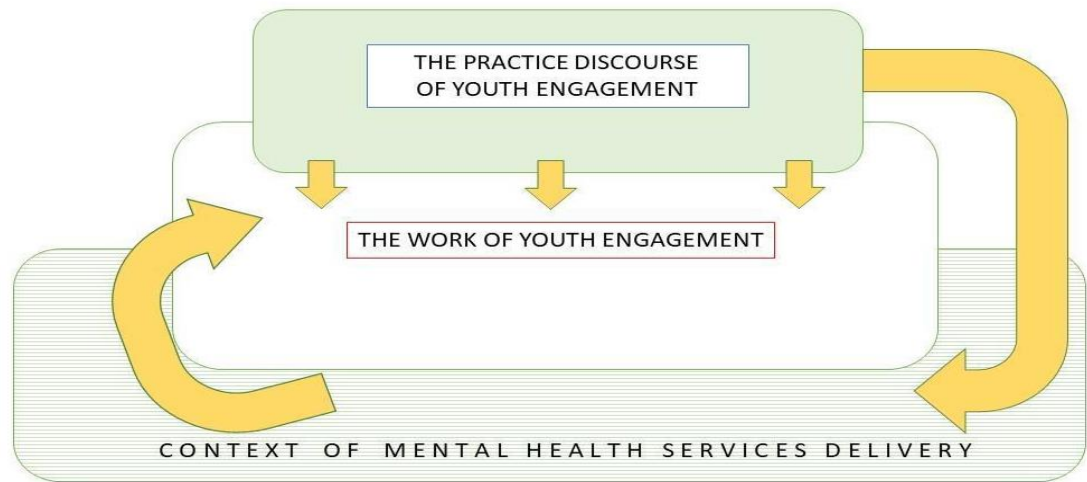 THE PRACTICE DISCOURSE
OF YOUTH ENGAGEMENT
THE WORK OF YOUTH ENGAGEMENT
CONTEXT OF MENTAL HEALTH SERVICES DELIVERY